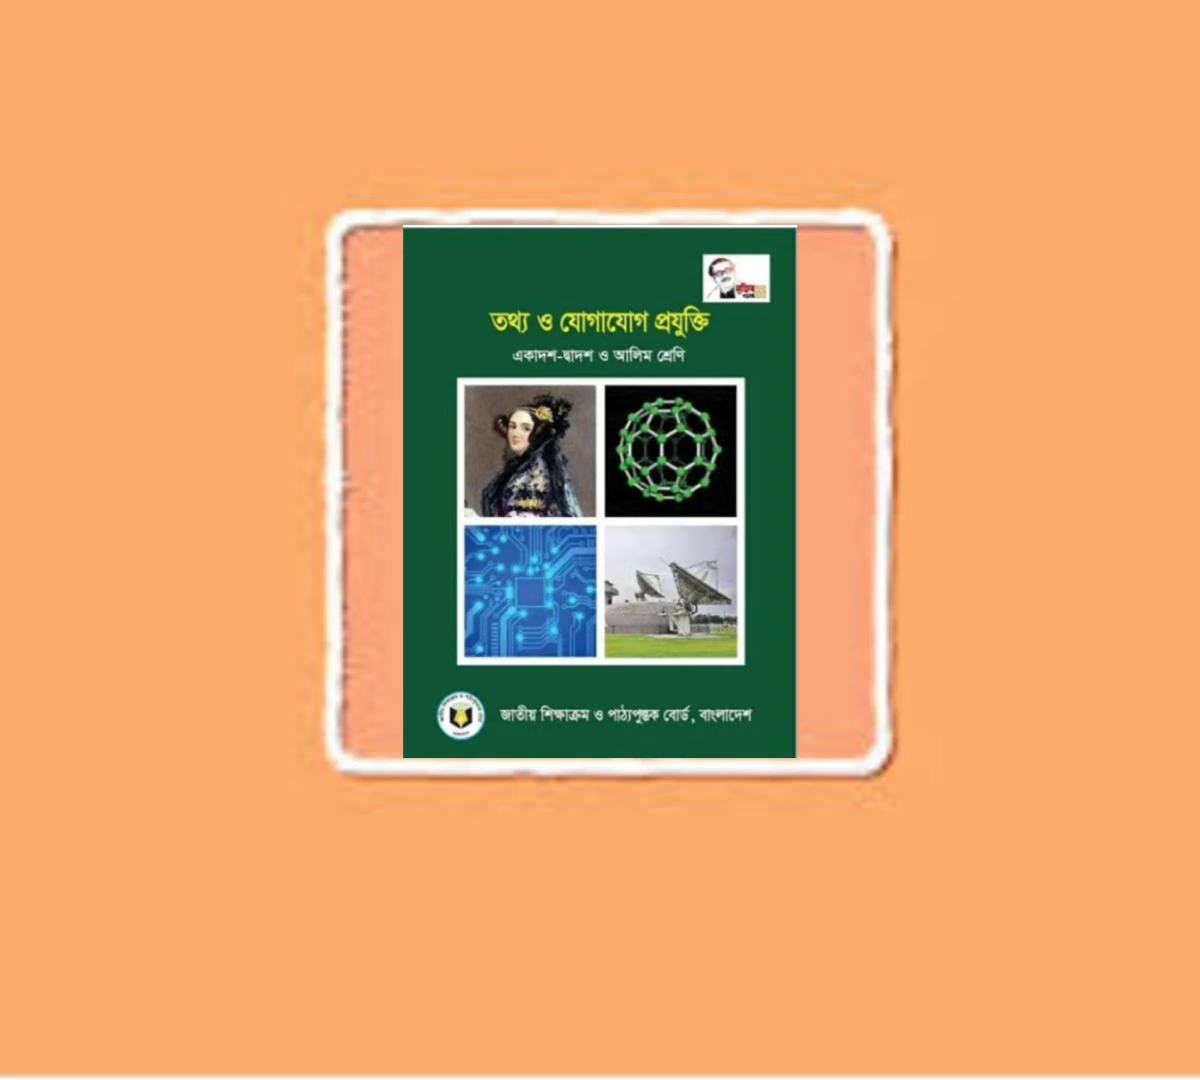 তথ্য ও যোগাযোগ প্রযুক্তি
একাদশ-দ্বাদশ ও আলিম শ্রেণি
জাতীয় শিক্ষাক্রম ও পাঠ্যপুস্তক বোর্ড, বাংলাদেশ